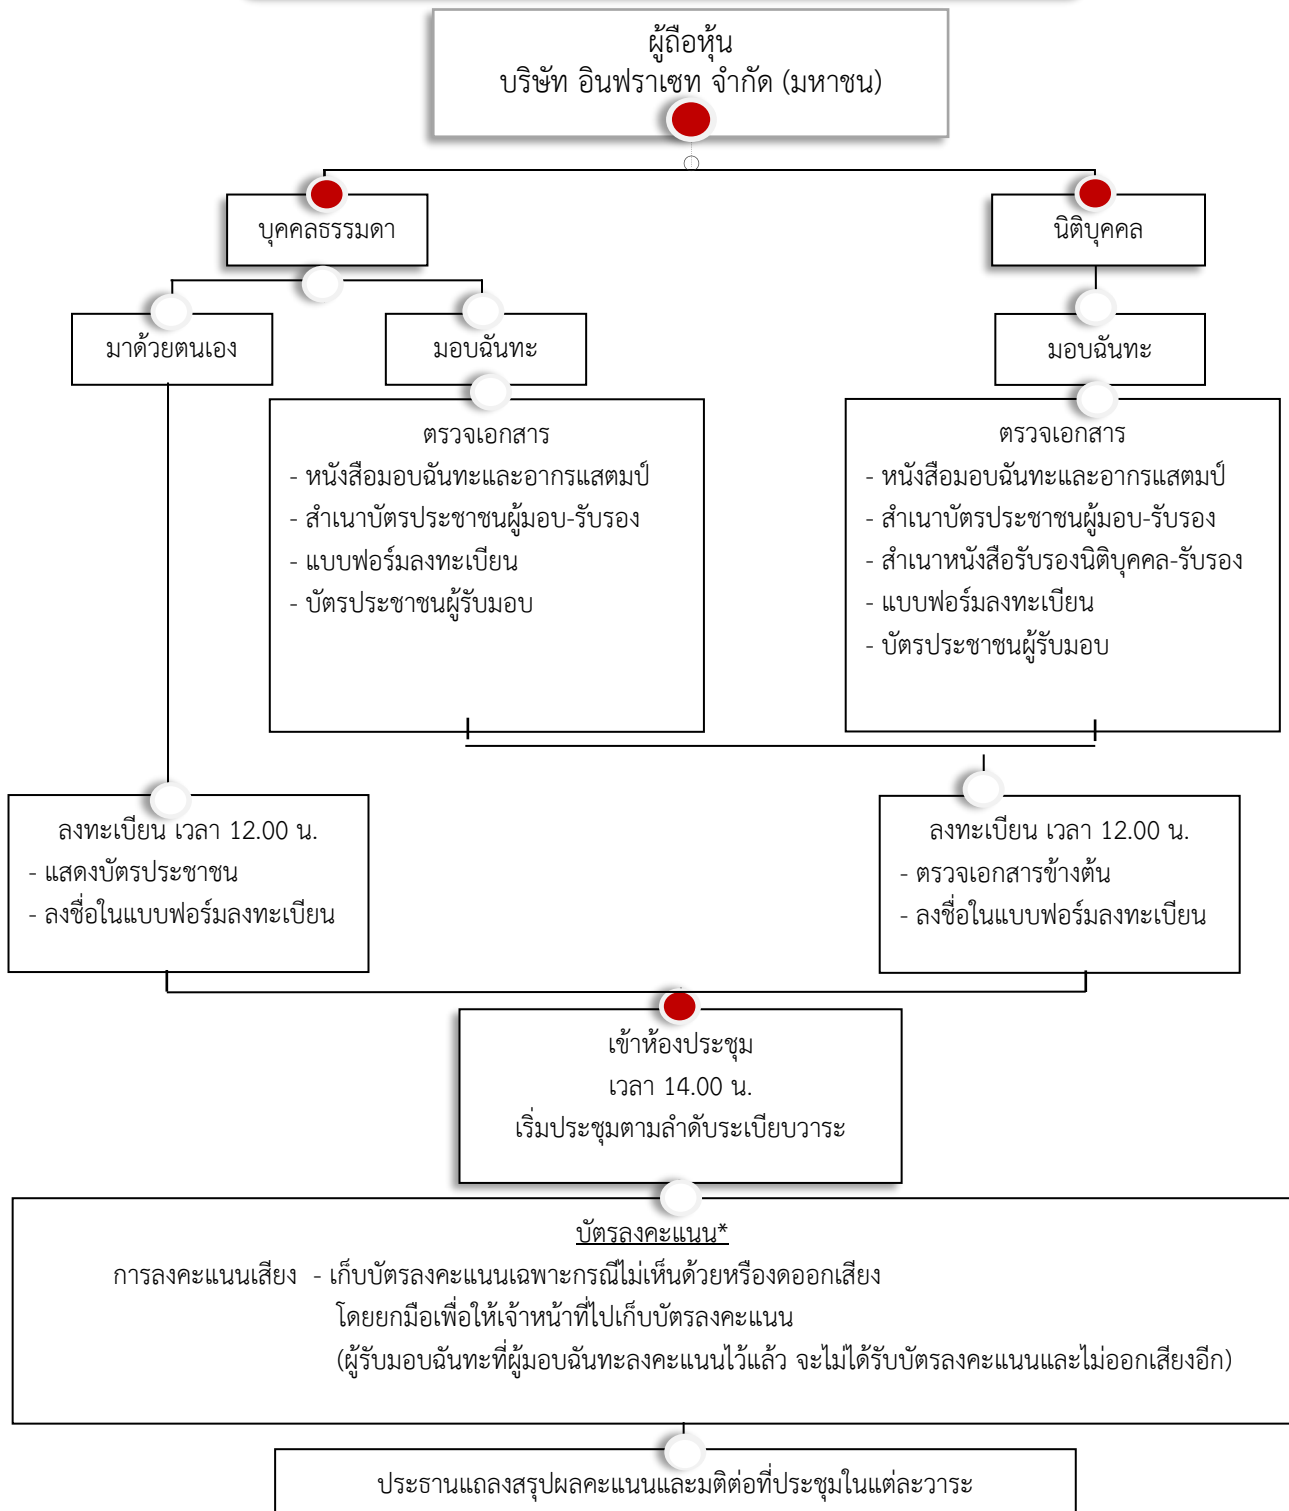 ผู้ถือหุ้น
บริษัท อินฟราเซท จำกัด (มหาชน)
บุคคลธรรมดา
นิติบุคคล
มาด้วยตนเอง
มอบฉันทะ
มอบฉันทะ
ตรวจเอกสาร
- หนังสือมอบฉันทะและอากรแสตมป์
- สำเนาบัตรประชาชนผู้มอบ-รับรอง
- แบบฟอร์มลงทะเบียน
- บัตรประชาชนผู้รับมอบ
ตรวจเอกสาร
- หนังสือมอบฉันทะและอากรแสตมป์
- สำเนาบัตรประชาชนผู้มอบ-รับรอง
- สำเนาหนังสือรับรองนิติบุคคล-รับรอง
- แบบฟอร์มลงทะเบียน
- บัตรประชาชนผู้รับมอบ
ลงทะเบียน เวลา 12.00 น.
- แสดงบัตรประชาชน
- ลงชื่อในแบบฟอร์มลงทะเบียน
ลงทะเบียน เวลา 12.00 น.
- ตรวจเอกสารข้างต้น
- ลงชื่อในแบบฟอร์มลงทะเบียน
เข้าห้องประชุม
เวลา 14.00 น.
เริ่มประชุมตามลำดับระเบียบวาระ
บัตรลงคะแนน*
การลงคะแนนเสียง - เก็บบัตรลงคะแนนเฉพาะกรณีไม่เห็นด้วยหรืองดออกเสียง
โดยยกมือเพื่อให้เจ้าหน้าที่ไปเก็บบัตรลงคะแนน
(ผู้รับมอบฉันทะที่ผู้มอบฉันทะลงคะแนนไว้แล้ว จะไม่ได้รับบัตรลงคะแนนและไม่ออกเสียงอีก)
ประธานแถลงสรุปผลคะแนนและมติต่อที่ประชุมในแต่ละวาระ